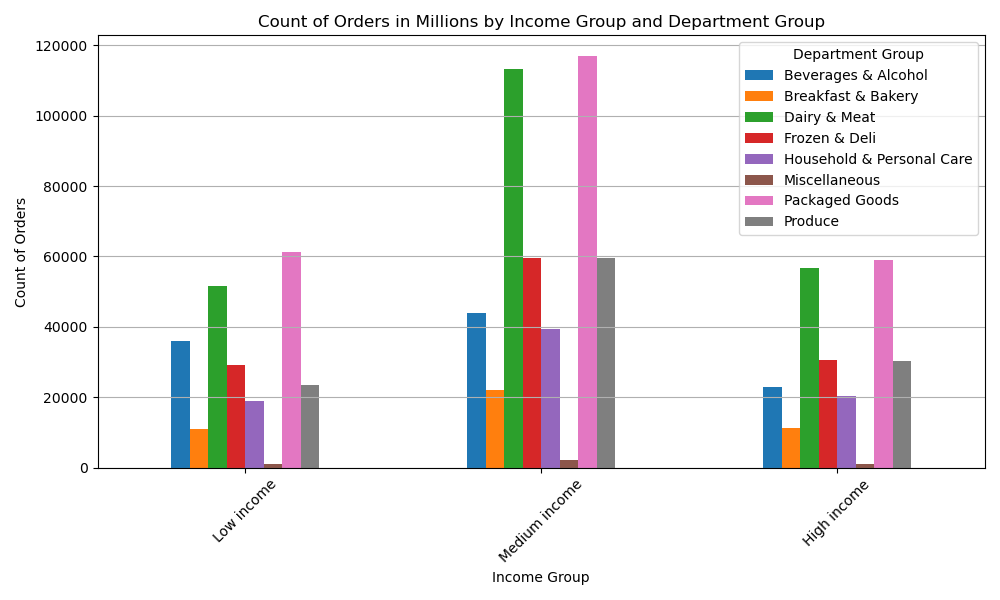 Count of Orders in Millions by Income Group and Department Group
Count of Orders
120000
100000
80000
60000
40000
20000
0
Department Group
Beverages & Alcohol
Breakfast & Bakery
Dairy & Meat
Frozen & Deli
Household & Personal Care
Miscellaneous
Packaged Goods
Produce
Low income
Medium income
High income
Income Group